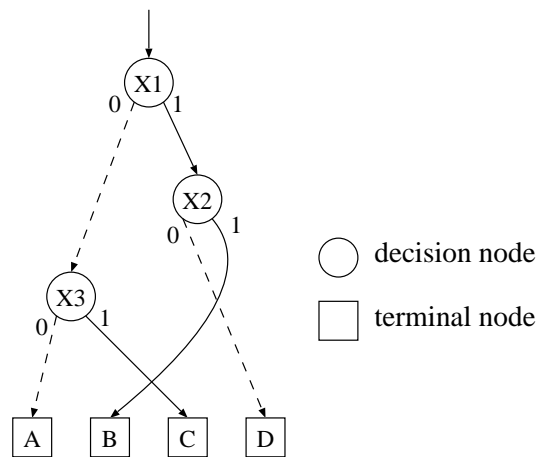 X1
0 1
X2
0 1
decision node
X3
0 1
terminal node
A B C D